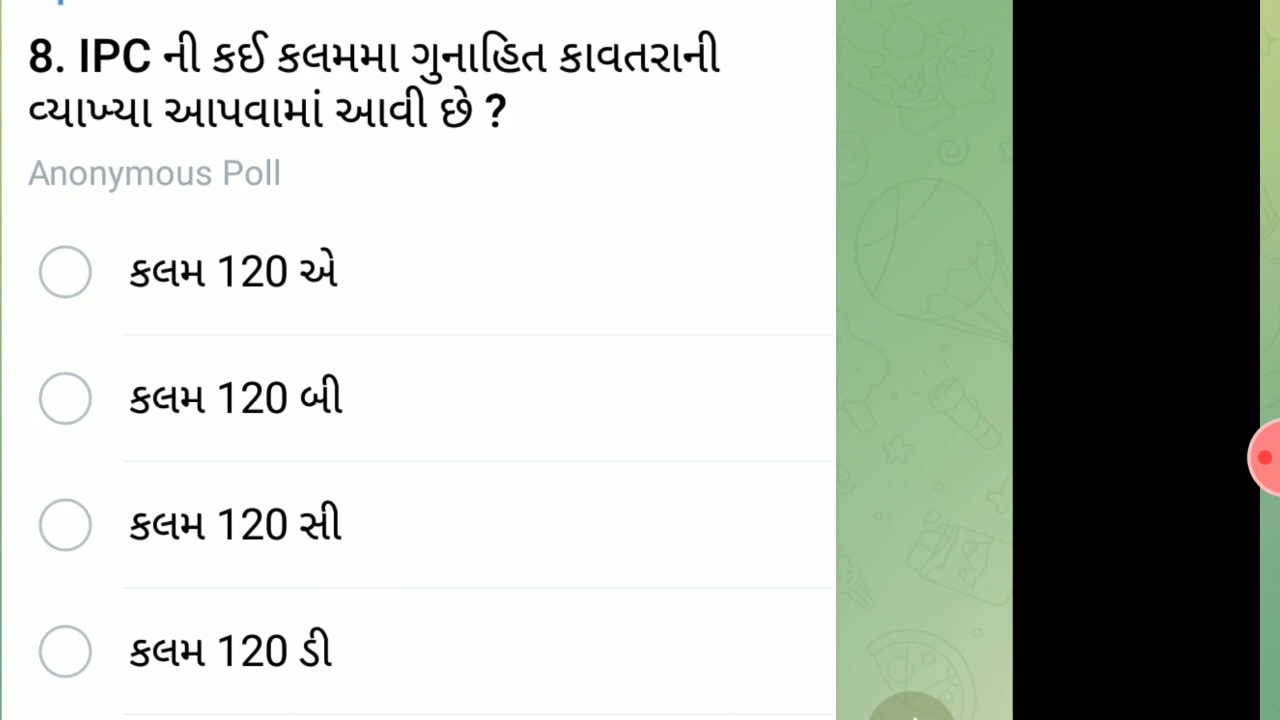 8. IPC ની કઈ કલમમા ગુનાહિત કાવતરાની
વ્યાખ્યા આપવામાં આવી છે ?
Anonymous Poll
કલમ 120 એ
કલમ 120 બી
કલમ 120 સી
કલમ 120 ડી